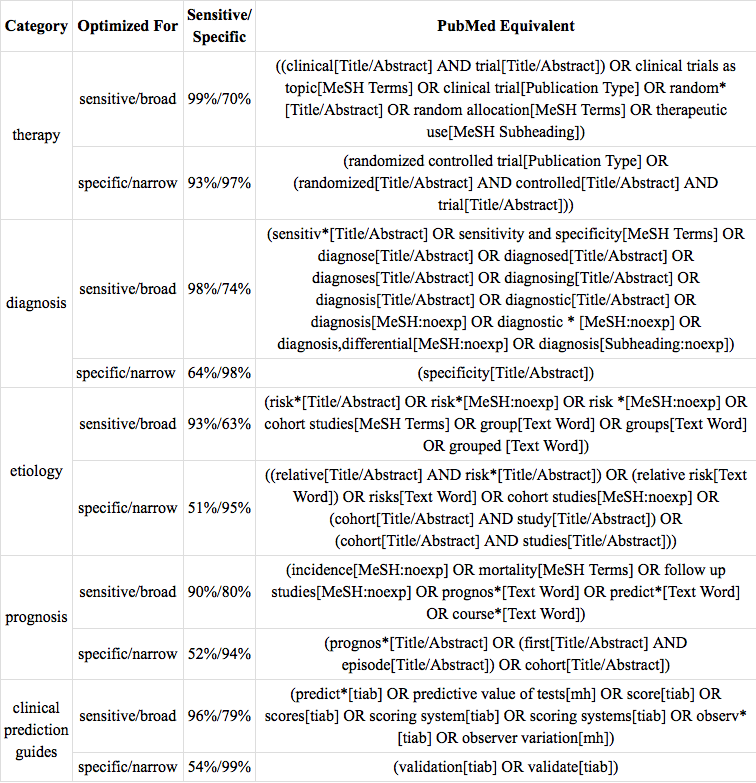 Category Optimized For Sensitive/ Specific PubMed Equivalent
therapy
sensitive/broad 99%/70%
((clinical[Title/Abstract] AND trial[Title/Abstract]) OR clinical trials as
topic[MeSH Terms] OR clinical trial[Publication Type] OR random*
[Title/Abstract] OR random allocation[MeSH Terms] OR therapeutic
use[MeSH Subheading])
specific/narrow 93%/97%
(randomized controlled trial[Publication Type] OR
(randomized[Title/Abstract] AND controlled[Title/Abstract] AND
trial[Title/Abstract]))
diagnosis
sensitive/broad 98%/74%
(sensitiv*[Title/Abstract] OR sensitivity and specificity[MeSH Terms] OR
diagnose[Title/Abstract] OR diagnosed[Title/Abstract] OR
diagnoses[Title/Abstract] OR diagnosing[Title/Abstract] OR
diagnosis[Title/Abstract] OR diagnostic[Title/Abstract] OR
diagnosis[MeSH:noexp] OR diagnostic * [MeSH:noexp] OR
diagnosis,differential[MeSH:noexp] OR diagnosis[Subheading:noexp])
specific/narrow 64%/98% (specificity[Title/Abstract])
etiology
sensitive/broad 93%/63%
(risk*[Title/Abstract] OR risk*[MeSH:noexp] OR risk *[MeSH:noexp] OR
cohort studies[MeSH Terms] OR group[Text Word] OR groups[Text Word]
OR grouped [Text Word])
specific/narrow 51%/95%
((relative[Title/Abstract] AND risk*[Title/Abstract]) OR (relative risk[Text
Word]) OR risks[Text Word] OR cohort studies[MeSH:noexp] OR
(cohort[Title/Abstract] AND study[Title/Abstract]) OR
(cohort[Title/Abstract] AND studies[Title/Abstract]))
prognosis
sensitive/broad 90%/80%
(incidence[MeSH:noexp] OR mortality[MeSH Terms] OR follow up
studies[MeSH:noexp] OR prognos*[Text Word] OR predict*[Text Word]
OR course*[Text Word])
specific/narrow 52%/94%
(prognos*[Title/Abstract] OR (first[Title/Abstract] AND
episode[Title/Abstract]) OR cohort[Title/Abstract])
clinical
prediction
guides
sensitive/broad 96%/79%
(predict*[tiab] OR predictive value of tests[mh] OR score[tiab] OR
scores[tiab] OR scoring system[tiab] OR scoring systems[tiab] OR observ*
[tiab] OR observer variation[mh])
specific/narrow 54%/99% (validation[tiab] OR validate[tiab])